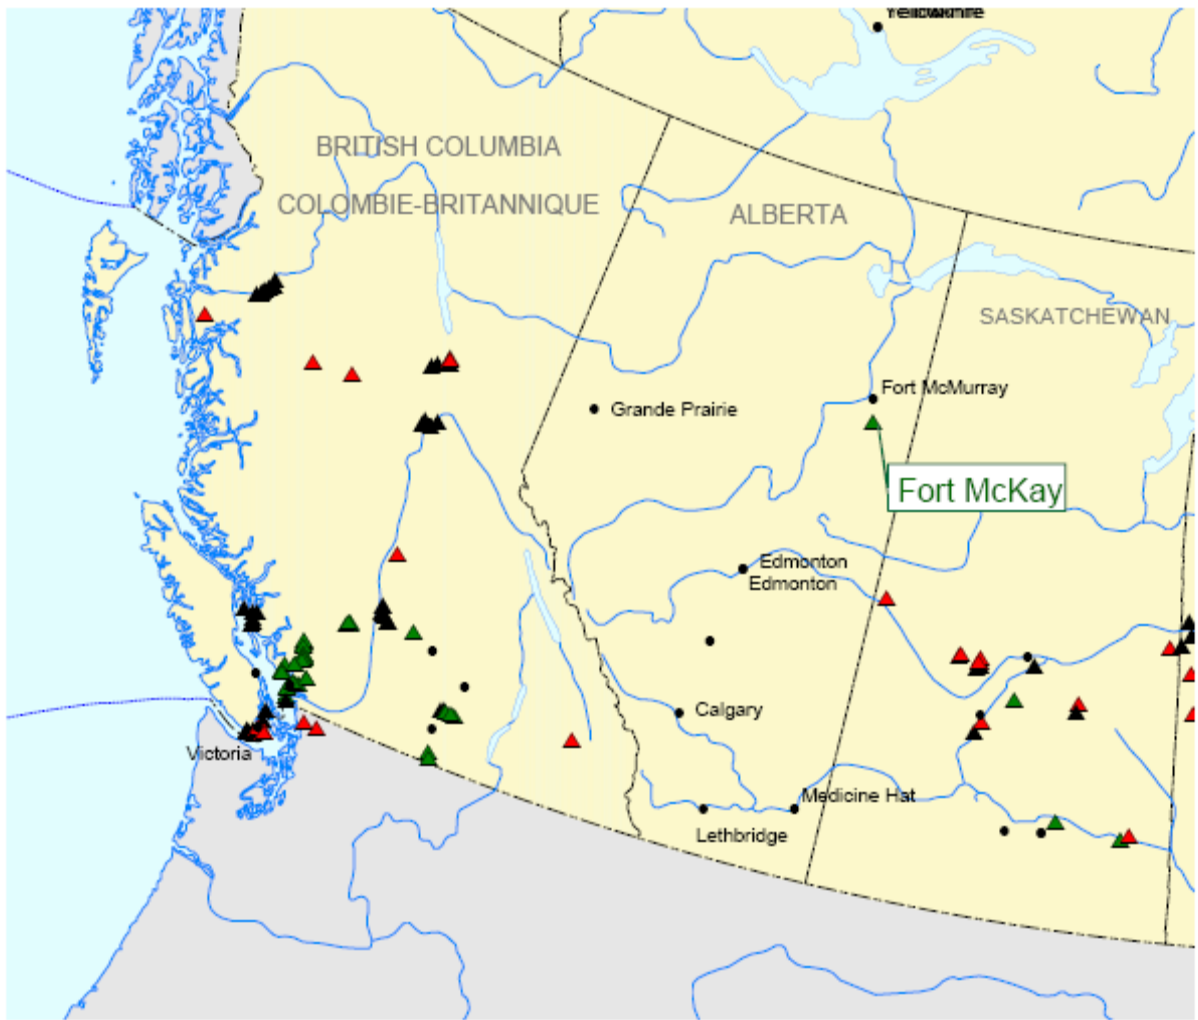 Yellowknife
BRITISH COLUMBIA
COLOMBIE-BRITANNIQUE
ALBERTA
SASKATCHEWAN
Fort McMurray
Grande Prairie
Fort McKay
Edmonton
Edmonton
Calgary
Victoria
Medicine Hat
Lethbridge